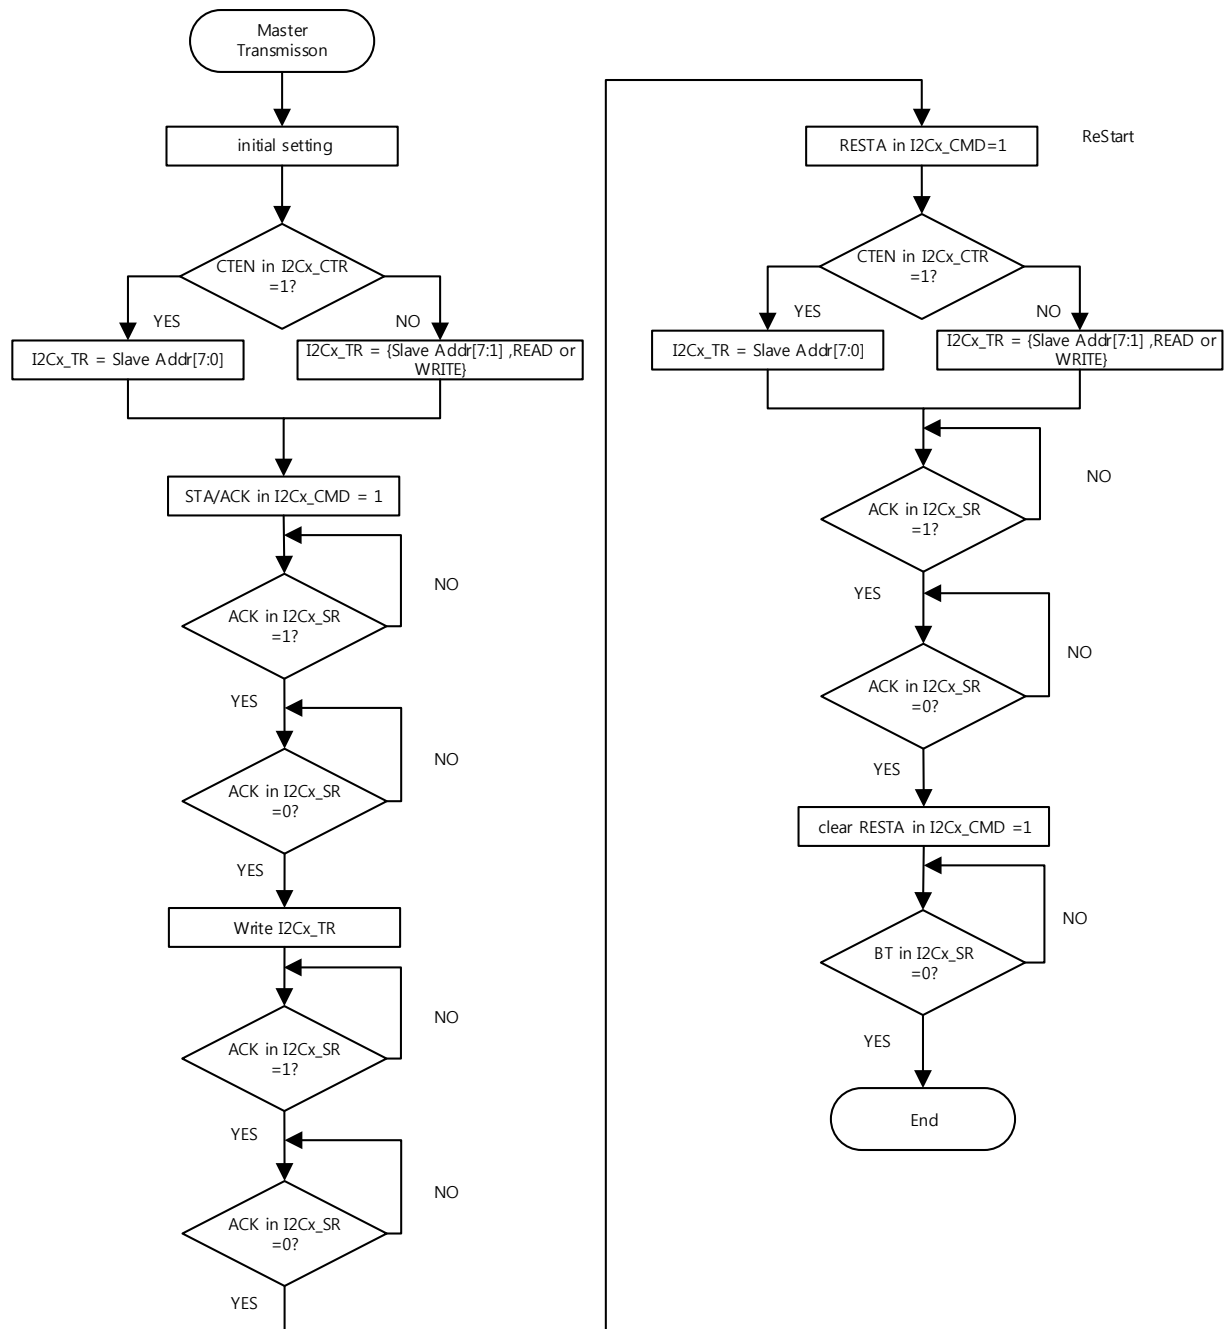 Master
Transmisson
initial setting
CTEN in I2Cx_CTR
=1?
YES
NO
I2Cx_TR = Slave Addr[7:0]
I2Cx_TR = {Slave Addr[7:1] ,READ or
WRITE}
STA/ACK in I2Cx_CMD = 1
NO
ACK in I2Cx_SR
=1?
YES
NO
ACK in I2Cx_SR
=0?
YES
Write I2Cx_TR
NO
ACK in I2Cx_SR
=1?
YES
NO
ACK in I2Cx_SR
=0?
YES
RESTA in I2Cx_CMD=1
ReStart
CTEN in I2Cx_CTR
=1?
YES
NO
I2Cx_TR = Slave Addr[7:0]
I2Cx_TR = {Slave Addr[7:1] ,READ or
WRITE}
NO
ACK in I2Cx_SR
=1?
YES
NO
ACK in I2Cx_SR
=0?
YES
clear RESTA in I2Cx_CMD =1
NO
BT in I2Cx_SR
=0?
YES
End